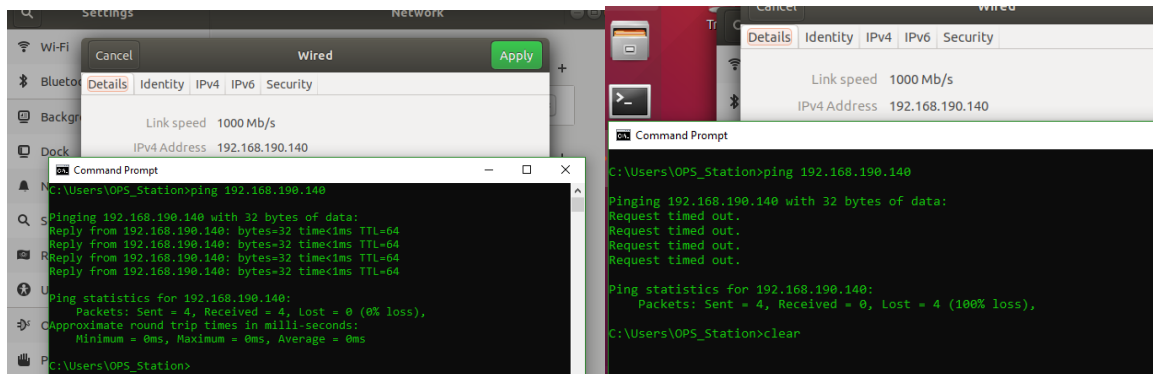 Settings
Network
Wi-Fi
Cancel
Wired
Apply
Details Identity IPv4 IPv6 Security
Link speed 1000 Mb/s
Dock
IPv4 Address 192.168.190.140
Command Prompt
C:\Users\OPS_Station>ping 192.168.190.140
Pinging 192.168.190.140 with 32 bytes of data:
Reply from 192.168.190.140: bytes=32 time<1ms TTL=64
Reply from 192.168.190.140: bytes=32 time<1ms TTL=64
Reply from 192.168.190.140: bytes=32 time<1ms TTL=64
Reply from 192.168.190.140: bytes=32 time<1ms TTL=64
Ping statistics for 192.168.190.140:
Packets: Sent = 4, Received = 4, Lost = 0 (0% loss),
Approximate round trip times in milli-seconds:
Minimum = 0ms, Maximum = 0ms, Average = 0ms
C:\Users\OPS_Station>
Cancel
Wired
Details Identity IPv4 IPv6 Security
Link speed 1000 Mb/s
IPv4 Address 192.168.190.140
Command Prompt
C:\Users\OPS_Station>ping 192.168.190.140
Pinging 192.168.190.140 with 32 bytes of data:
Request timed out.
Request timed out.
Request timed out.
Request timed out.
Ping statistics for 192.168.190.140:
Packets: Sent = 4, Received = 0, Lost = 4 (100% loss),
C:\Users\OPS_Station>clear